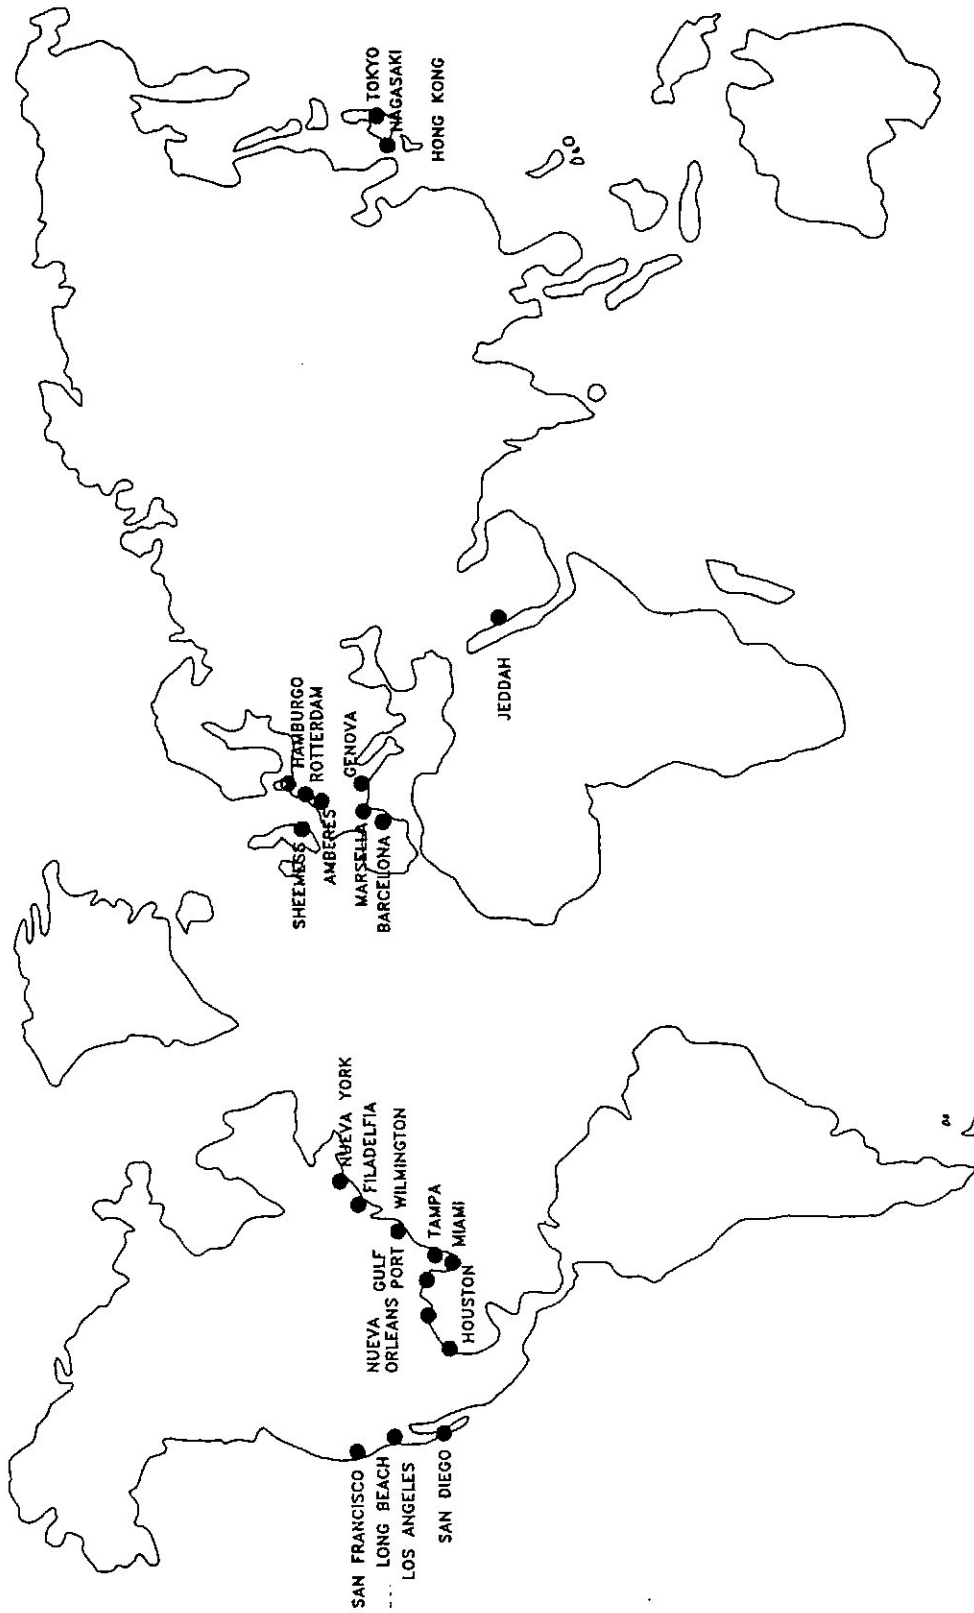 SAN FRANCISCO
LONG BEACH
LOS ANGELES
SAN DIEGO
NUEVA
ORLEANS
GULF
PORT
HOUSTON
TAMPA
MIAMI
WILMINGTON
FILADELFIA
NUEVA YORK
SHEEMESS
AMBERES
HAMBURGO
ROTTERDAM
MARSELLA
BARCELONA
GENOVA
JEDDAH
TOKYO
NAGASAKI
HONG KONG